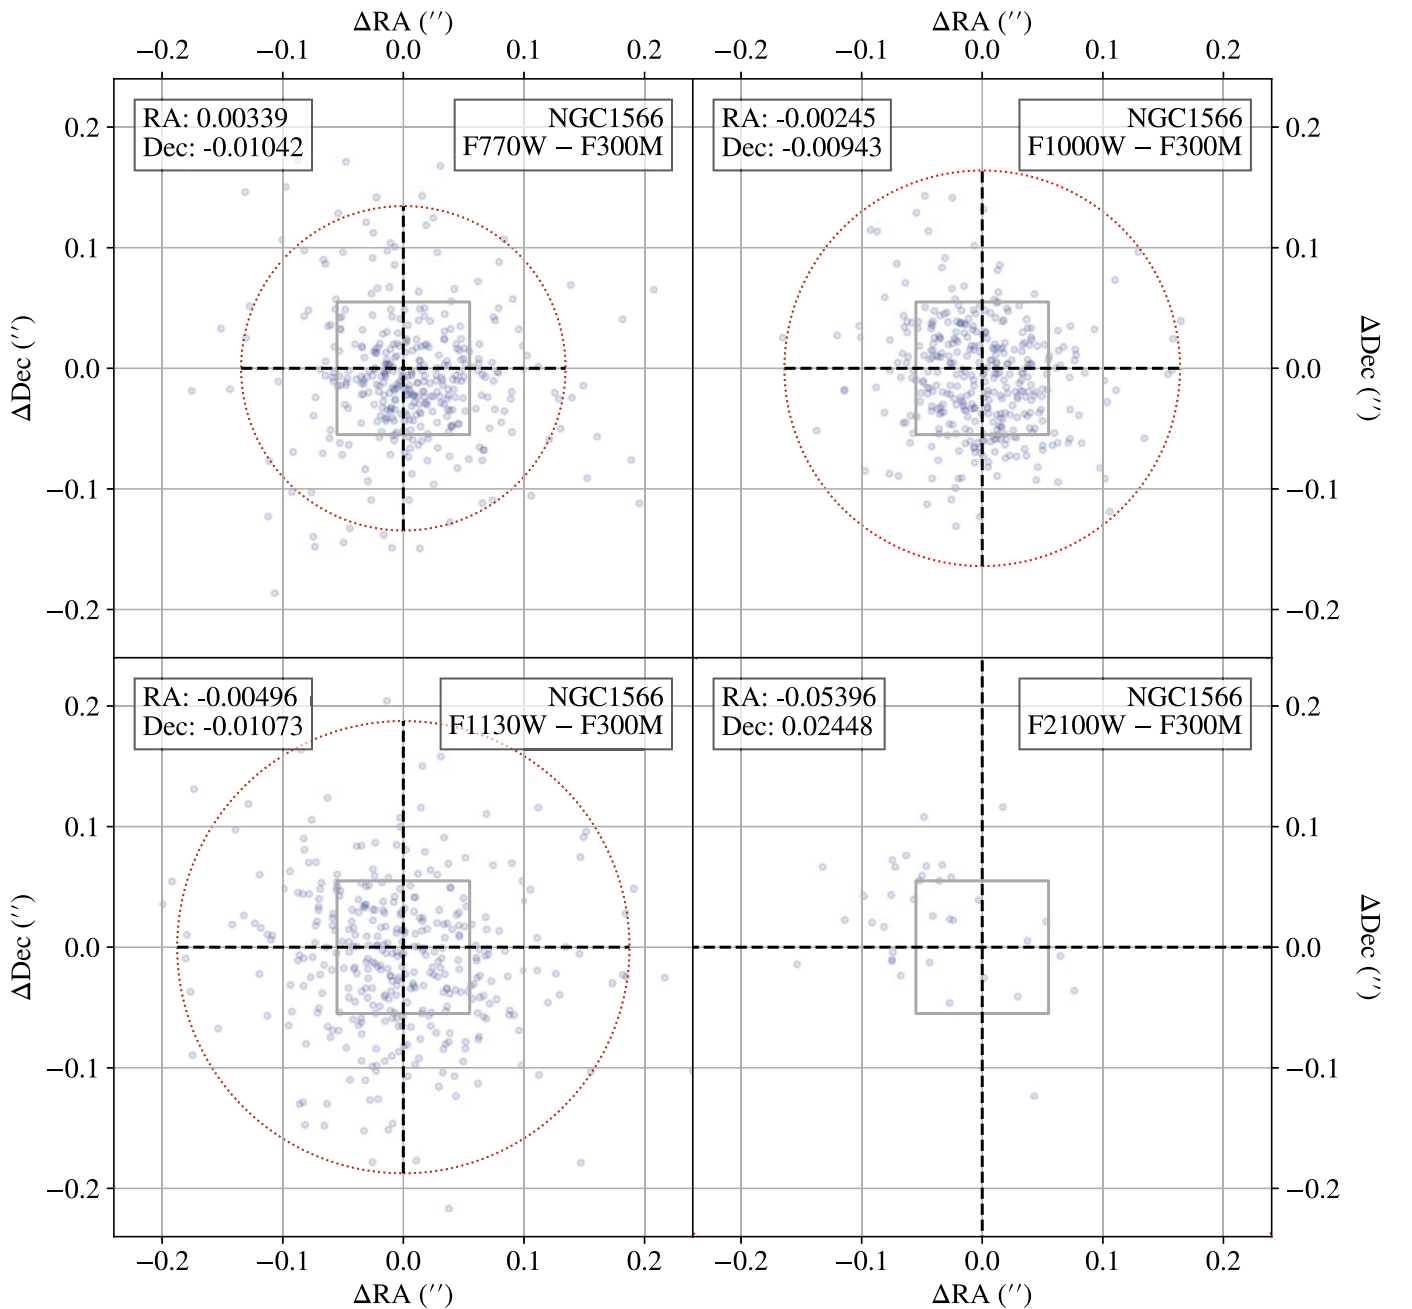 ΔRA (′′)
ΔRA (′′)
−0.2 −0.1 0.0 0.1 0.2
−0.2 −0.1 0.0 0.1 0.2
RA: 0.00339
Dec: -0.01042
NGC1566
F770W − F300M
RA: -0.00245
Dec: -0.00943
NGC1566
F1000W − F300M
0.2
0.1
0.0
−0.1
−0.2
ΔDec (′′)
0.2
0.1
0.0
−0.1
−0.2
ΔDec (′′)
RA: -0.00496
Dec: -0.01073
NGC1566
F1130W − F300M
RA: -0.05396
Dec: 0.02448
NGC1566
F2100W − F300M
0.2
0.1
0.0
−0.1
−0.2
ΔDec (′′)
0.2
0.1
0.0
−0.1
−0.2
ΔDec (′′)
−0.2 −0.1 0.0 0.1 0.2
−0.2 −0.1 0.0 0.1 0.2
ΔRA (′′)
ΔRA (′′)